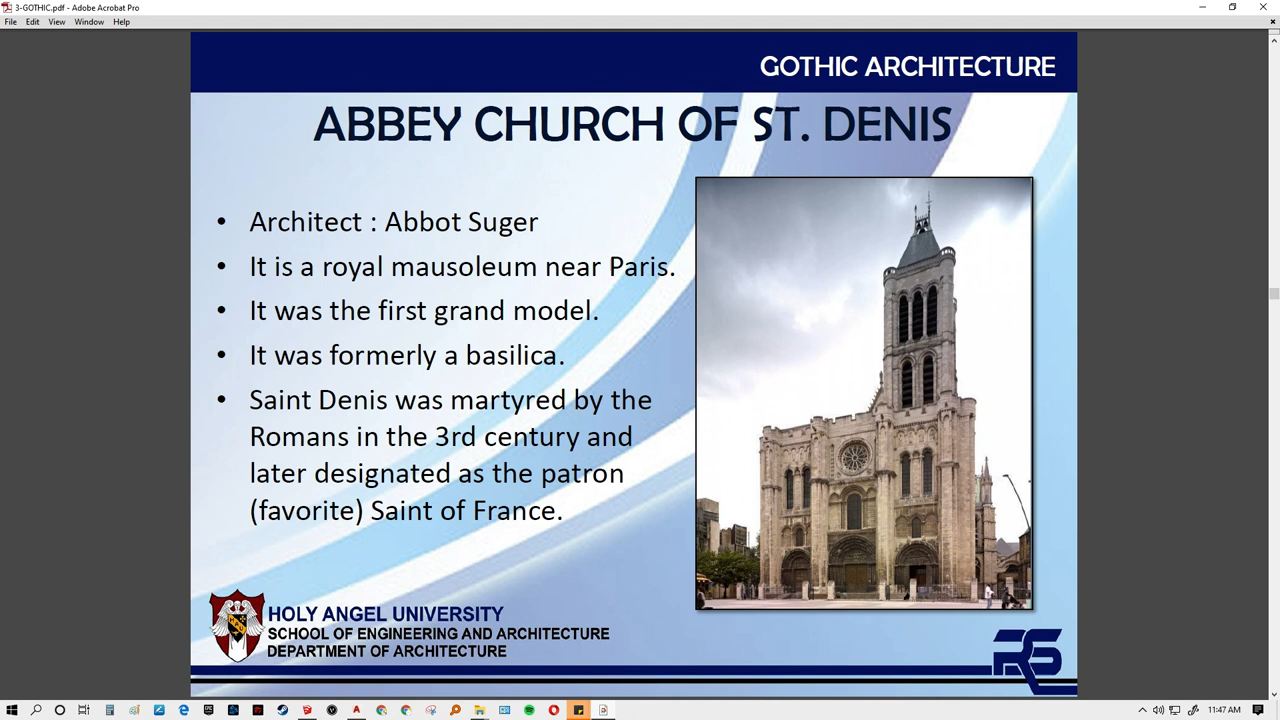 3-GOTHIC.pdf - Adobe Acrobat Pro
File Edit View Window Help
GOTHIC ARCHITECTURE
ABBEY CHURCH OF ST. DENIS
• Architect : Abbot Suger
• It is a royal mausoleum near Paris.
• It was the first grand model.
• It was formerly a basilica.
• Saint Denis was martyred by the
Romans in the 3rd century and
later designated as the patron
(favorite) Saint of France.
HOLY ANGEL UNIVERSITY
SCHOOL OF ENGINEERING AND ARCHITECTURE
DEPARTMENT OF ARCHITECTURE
RS
11:47 AM